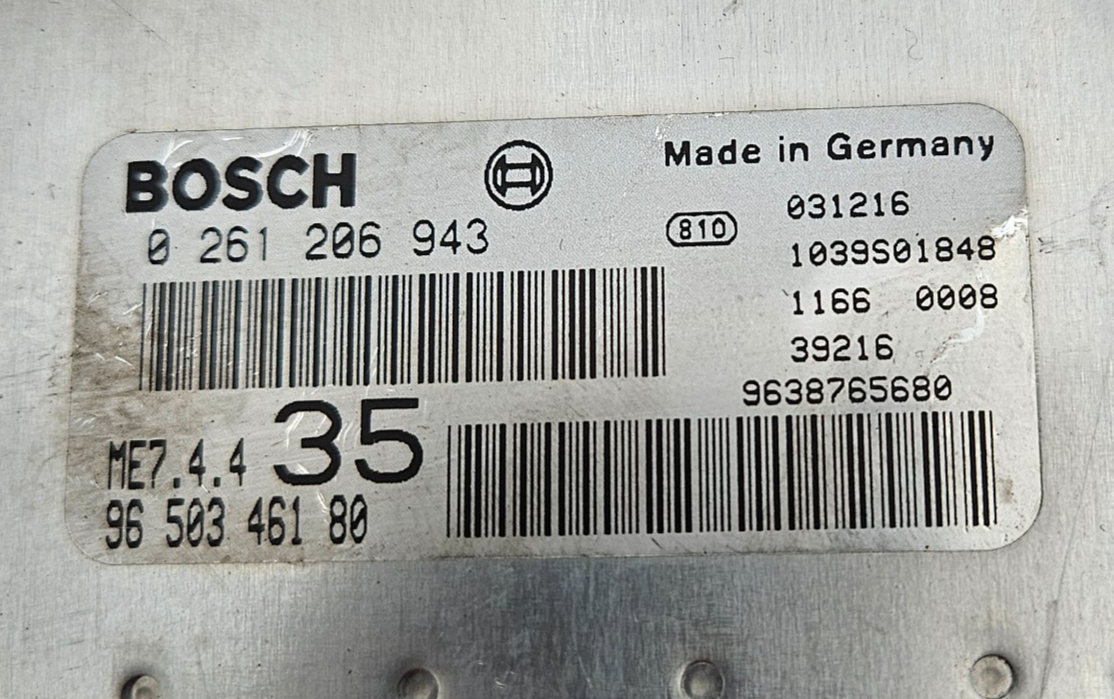 BOSCH
Made in Germany
0 261 206 943
810
031216
1039S01848
1166 0008
39216
9638765680
ME7.4.4 35
96 503 461 80